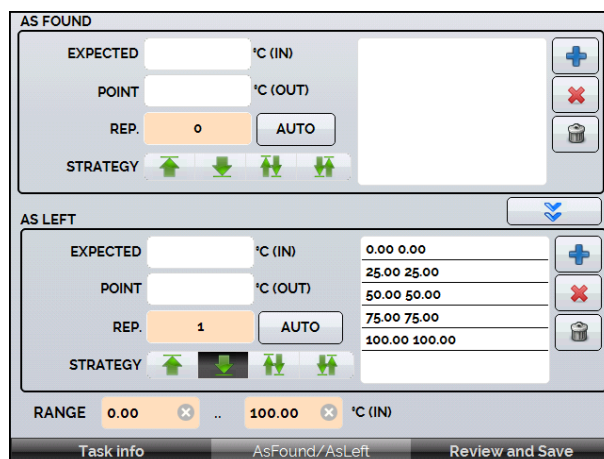 AS FOUND
EXPECTED °C (IN)
POINT °C (OUT)
REP. 0 AUTO
STRATEGY
AS LEFT
EXPECTED °C (IN)
POINT °C (OUT)
REP. 1 AUTO
STRATEGY
0.00 0.00
25.00 25.00
50.00 50.00
75.00 75.00
100.00 100.00
RANGE 0.00 .. 100.00 °C (IN)
Task info AsFound/AsLeft Review and Save